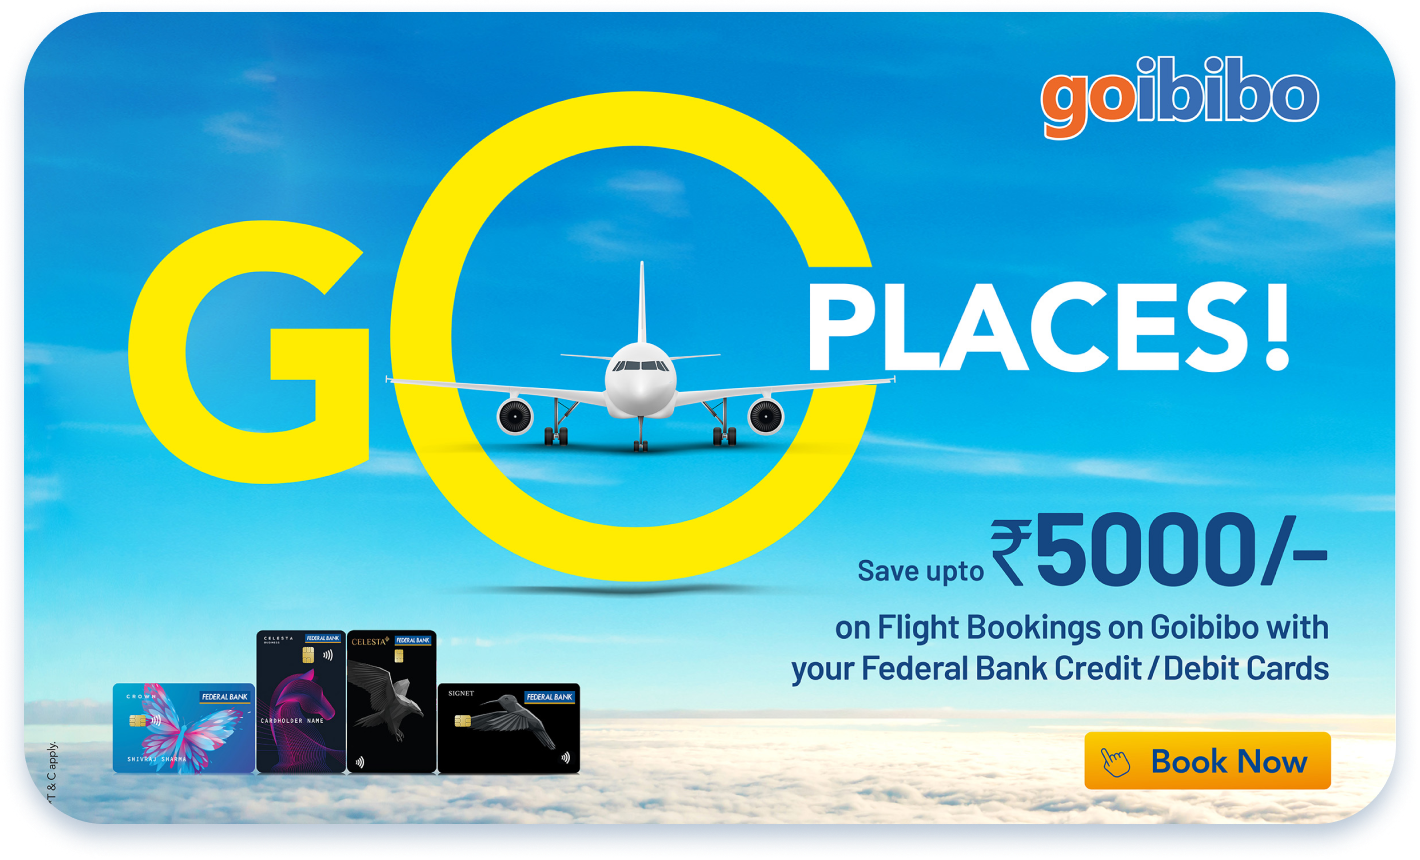 goibibo
GO PLACES!
Save upto ₹5000/-
on Flight Bookings on Goibibo with
your Federal Bank Credit/Debit Cards
Book Now
CROWN
FEDERAL BANK
SHIVRAJ SHARMA
CELESTA
BUSINESS
FEDERAL BANK
CARDHOLDER NAME
CELESTA
FEDERAL BANK
SIGNET
FEDERAL BANK
*T & C apply.